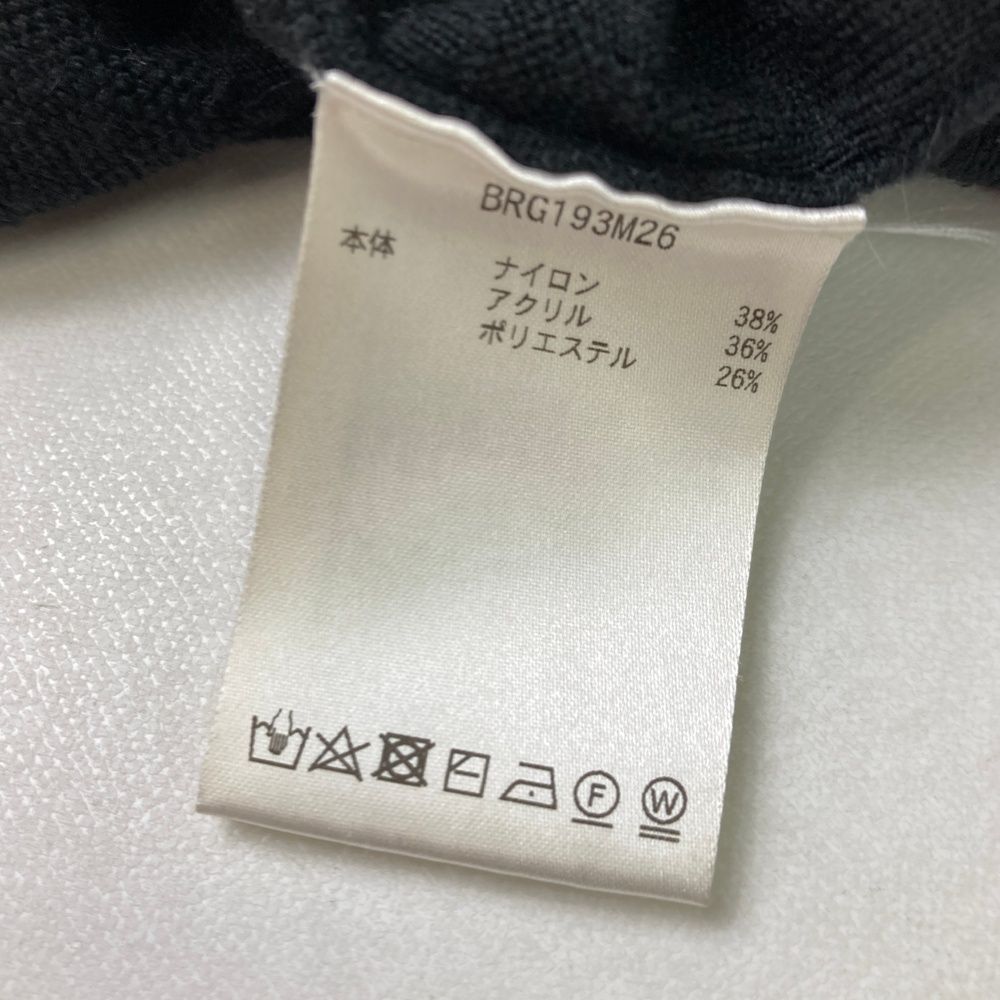 BRG193M26
本体 ナイロン 38%
アクリル 36%
ポリエステル 26%
F W